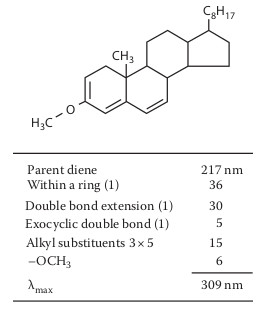 C₈H₁₇
CH₃
O
H₃C
Parent diene 217 nm
Within a ring (1) 36
Double bond extension (1) 30
Exocyclic double bond (1) 5
Alkyl substituents 3 × 5 15
–OCH₃ 6
λmax 309 nm